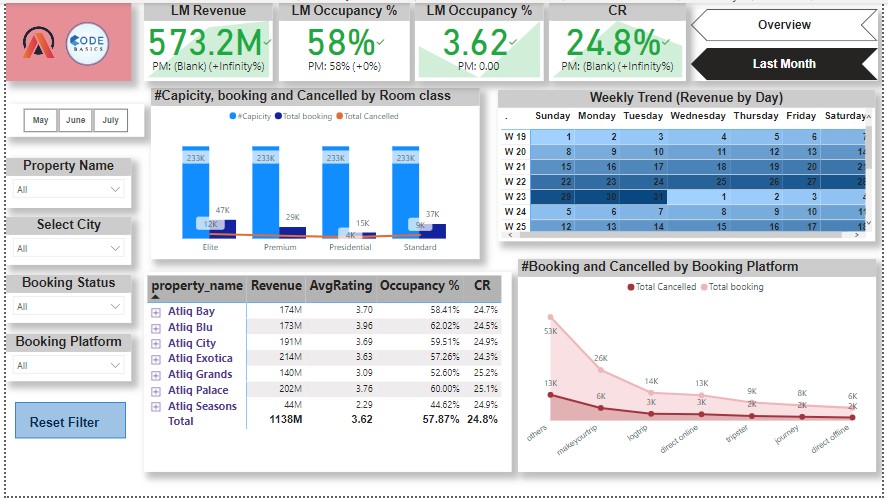 LM Revenue
573.2M
PM: (Blank) (+Infinity%)
LM Occupancy %
58%
PM: 58% (+0%)
LM Occupancy %
3.62
PM: 0.00
CR
24.8%
PM: (Blank) (+Infinity%)
Overview
Last Month
CODE
BASICS
May June July
Property Name
All
Select City
All
Booking Status
All
Booking Platform
All
Reset Filter
#Capicity, booking and Cancelled by Room class
#Capicity Total booking Total Cancelled
233K 233K 233K 233K
12K 47K 29K 4K 15K 9K 37K
Elite Premium Presidential Standard
Weekly Trend (Revenue by Day)
. Sunday Monday Tuesday Wednesday Thursday Friday Saturday
W 19 1 2 3 4 5 6 7
W 20 8 9 10 11 12 13 14
W 21 15 16 17 18 19 20 21
W 22 22 23 24 25 26 27 28
W 23 29 30 31 1 2 3 4
W 24 5 6 7 8 9 10 11
W 25 12 13 14 15 16 17 18
property_name Revenue AvgRating Occupancy % CR
Atliq Bay 174M 3.70 58.41% 24.7%
Atliq Blu 173M 3.96 62.02% 24.5%
Atliq City 191M 3.69 59.51% 24.9%
Atliq Exotica 214M 3.63 57.26% 24.3%
Atliq Grands 140M 3.09 52.60% 25.2%
Atliq Palace 202M 3.76 60.00% 25.1%
Atliq Seasons 44M 2.29 44.62% 24.9%
Total 1138M 3.62 57.87% 24.8%
#Booking and Cancelled by Booking Platform
Total Cancelled Total booking
53K 26K 14K 13K 9K 8K 6K
13K 6K 3K 3K 2K 2K 2K
others makeyourtrip logtrip direct online tripster journey direct offline